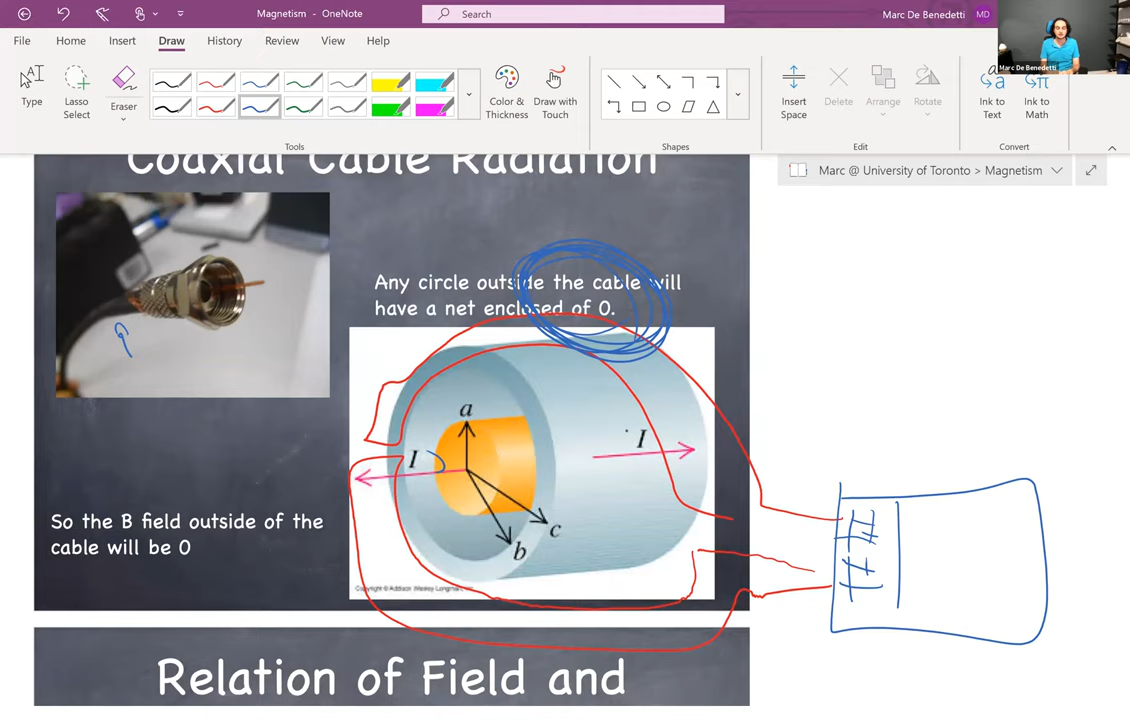 Magnetism - OneNote
Search
Marc De Benedetti
MD
File Home Insert Draw History Review View Help
Marc De Benedetti
Type
Lasso
Select
Eraser
Color &
Thickness
Draw with
Touch
Insert
Space
Delete
Arrange
Rotate
Ink to
Text
Ink to
Math
Tools
Shapes
Edit
Convert
Marc @ University of Toronto > Magnetism
Coaxial Cable Radiation
Any circle outside the cable will
have a net enclosed of 0.
a
I
I
c
b
So the B field outside of the
cable will be 0
Relation of Field and